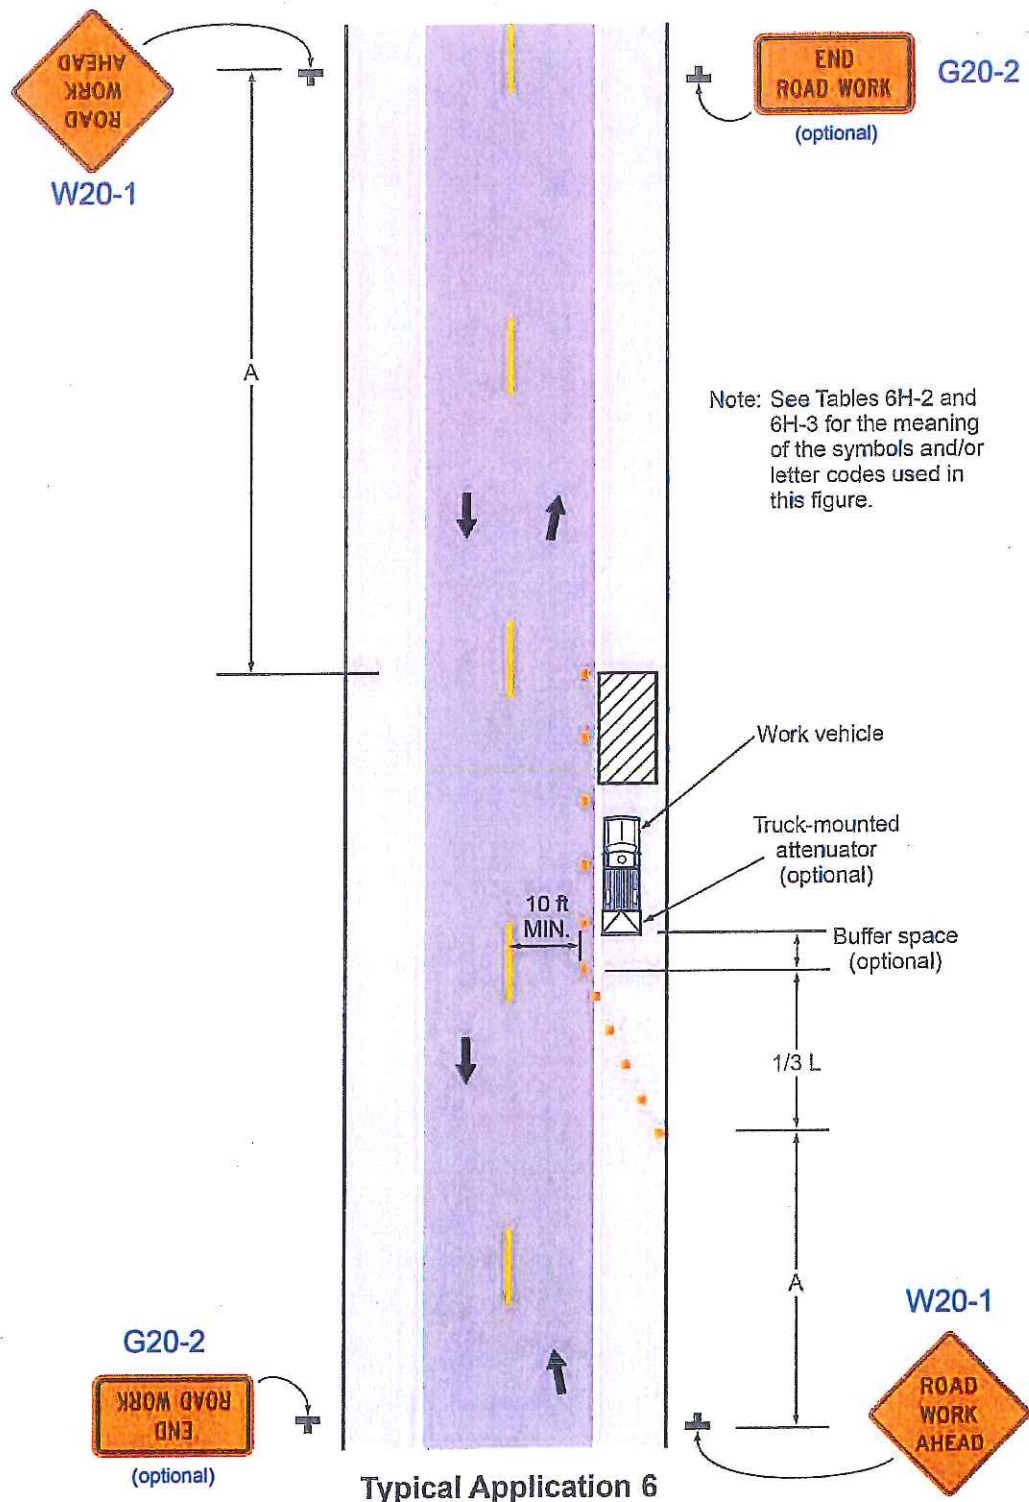 ROAD
WORK
AHEAD
W20-1
END
ROAD WORK
(optional)
G20-2
A
Note: See Tables 6H-2 and
6H-3 for the meaning
of the symbols and/or
letter codes used in
this figure.
Work vehicle
Truck-mounted
attenuator
(optional)
10 ft
MIN.
Buffer space
(optional)
1/3 L
A
W20-1
ROAD
WORK
AHEAD
G20-2
END
ROAD WORK
(optional)
Typical Application 6